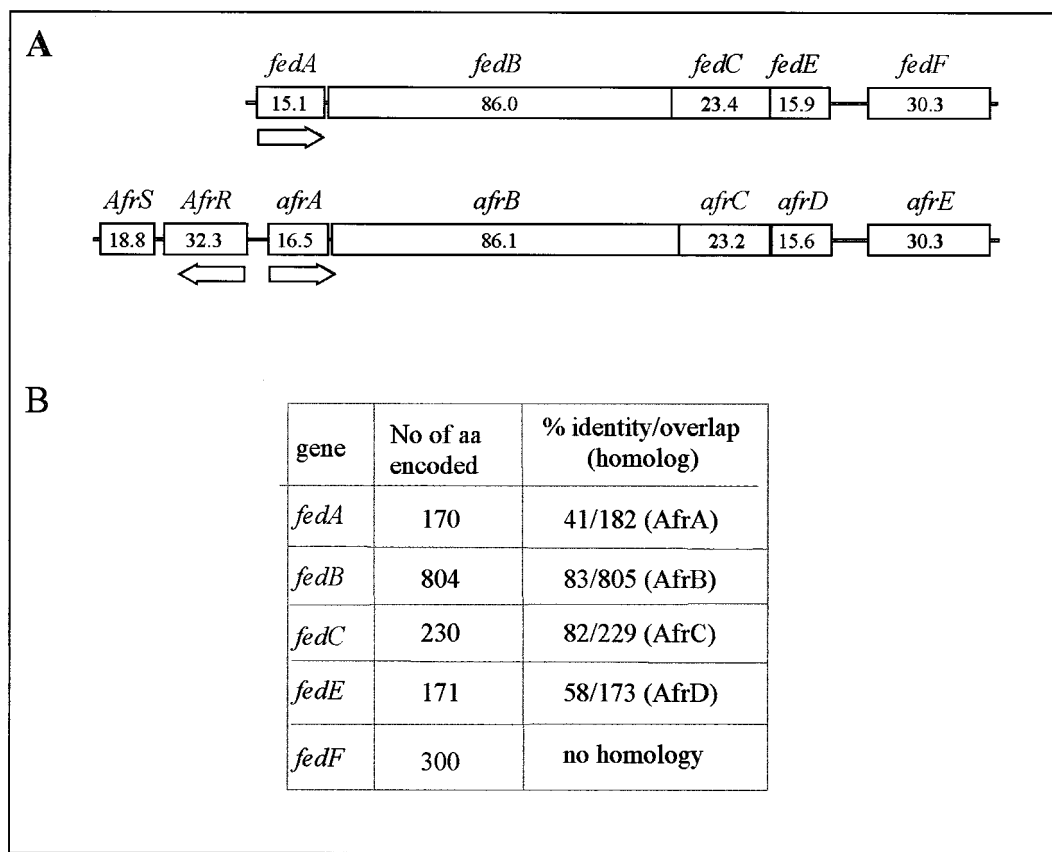 A
fedA fedB fedC fedE fedF
15.1 86.0 23.4 15.9 30.3
AfrS AfrR afrA afrB afrC afrD afrE
18.8 32.3 16.5 86.1 23.2 15.6 30.3
B
gene No of aa encoded % identity/overlap (homolog)
fedA 170 41/182 (AfrA)
fedB 804 83/805 (AfrB)
fedC 230 82/229 (AfrC)
fedE 171 58/173 (AfrD)
fedF 300 no homology